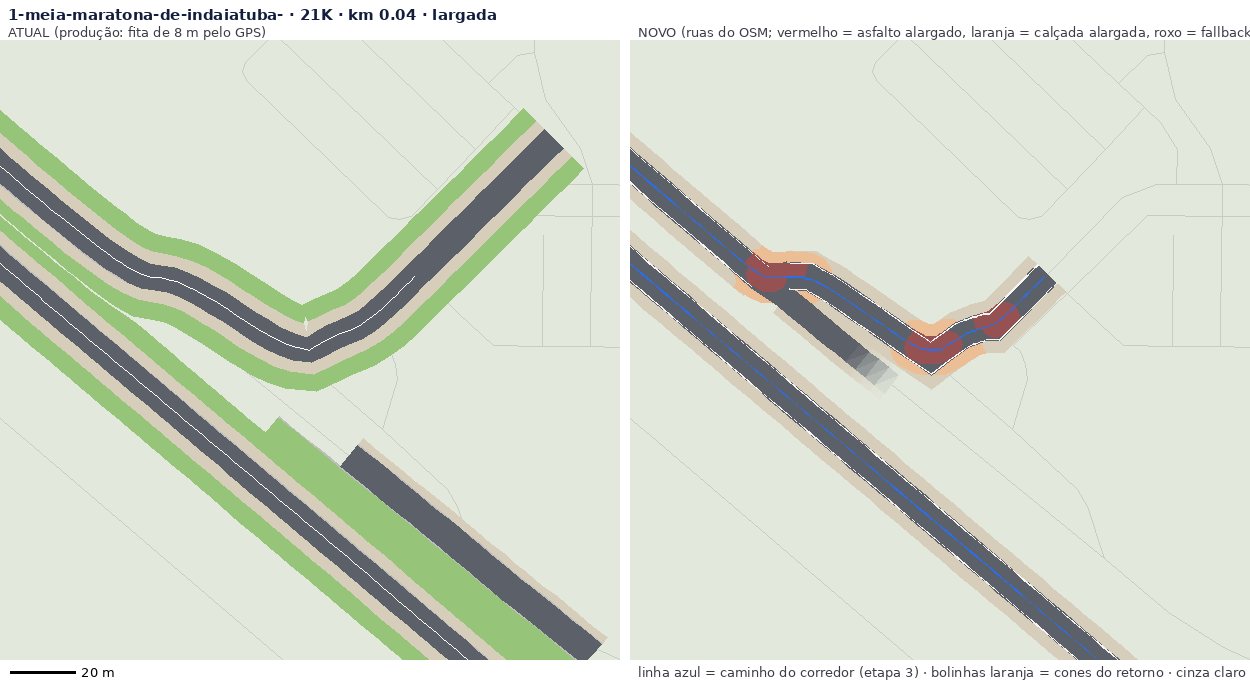 1-meia-maratona-de-indaiatuba- · 21K · km 0.04 · largada
ATUAL (produção: fita de 8 m pelo GPS)
NOVO (ruas do OSM; vermelho = asfalto alargado, laranja = calçada alargada, roxo = fallback
20 m
linha azul = caminho do corredor (etapa 3) · bolinhas laranja = cones do retorno · cinza claro